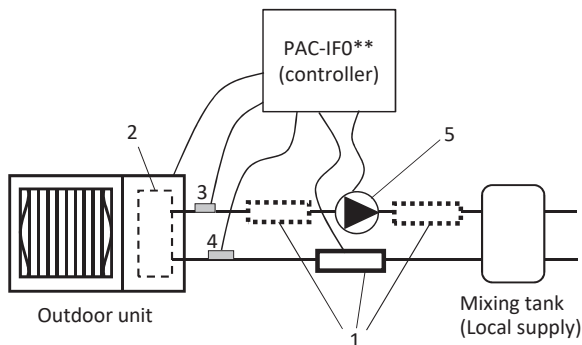 PAC-IF0**
(controller)
2
5
3
4
Outdoor unit
1
Mixing tank
(Local supply)